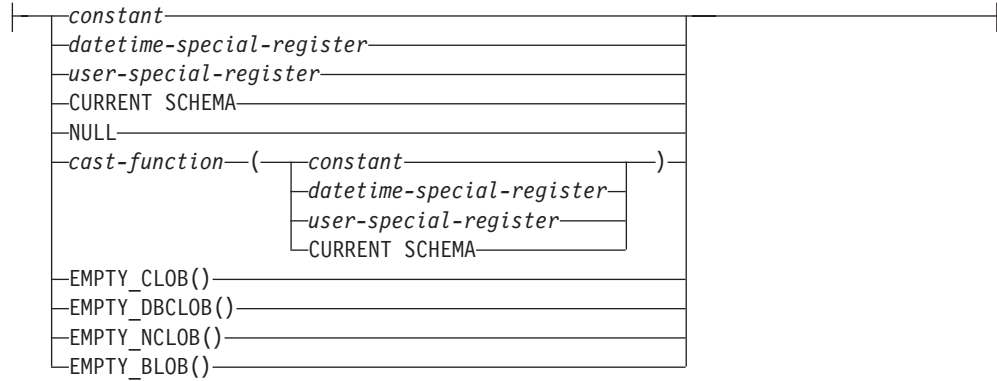 constant
datetime-special-register
user-special-register
CURRENT SCHEMA
NULL
cast-function ( constant )
datetime-special-register
user-special-register
CURRENT SCHEMA
EMPTY_CLOB()
EMPTY_DBCLOB()
EMPTY_NCLOB()
EMPTY_BLOB()